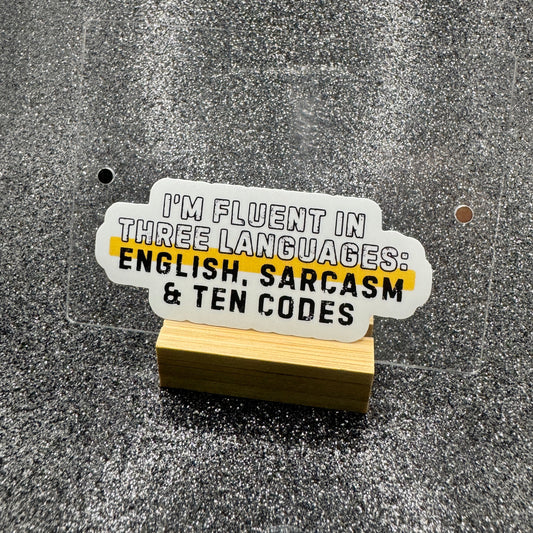 I'M FLUENT IN
THREE LANGUAGES:
ENGLISH, SARCASM
& TEN CODES